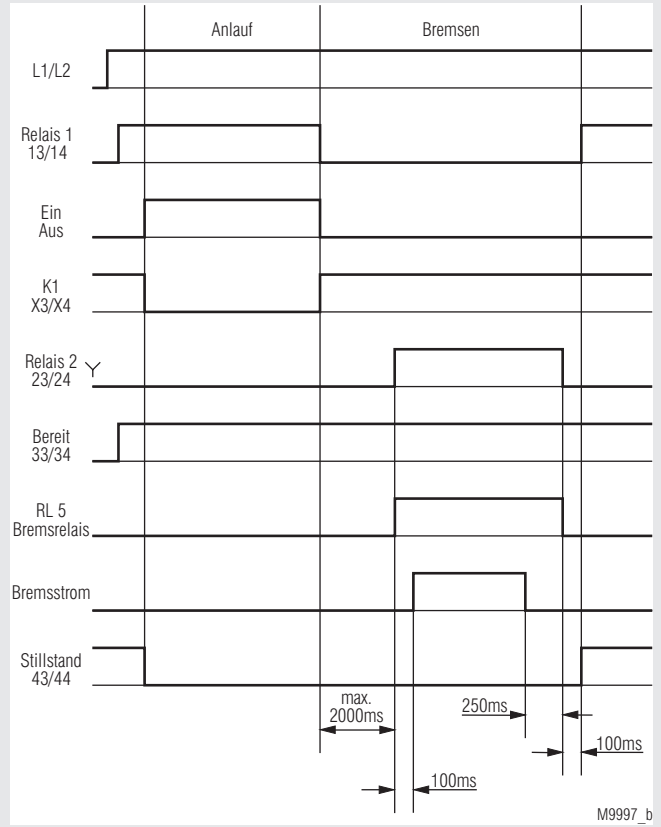 Anlauf
Bremsen
L1/L2
Relais 1
13/14
Ein
Aus
K1
X3/X4
Relais 2
23/24
Bereit
33/34
RL 5
Bremsrelais
Bremsstrom
Stillstand
43/44
max.
2000ms
250ms
100ms
100ms
M9997_b